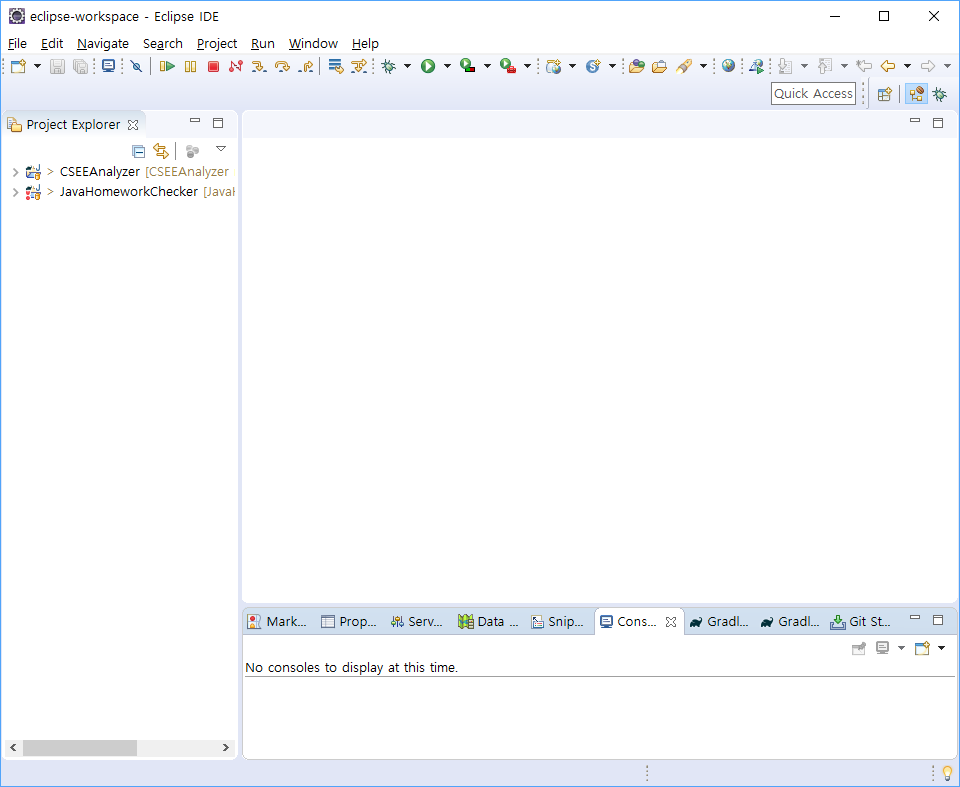 eclipse-workspace - Eclipse IDE
File Edit Navigate Search Project Run Window Help
Quick Access
Project Explorer
> CSEEAnalyzer [CSEEAnalyzer
> JavaHomeworkChecker [Javal
Mark... Prop... Serv... Data ... Snip... Cons... Gradl... Gradl... Git St...
No consoles to display at this time.